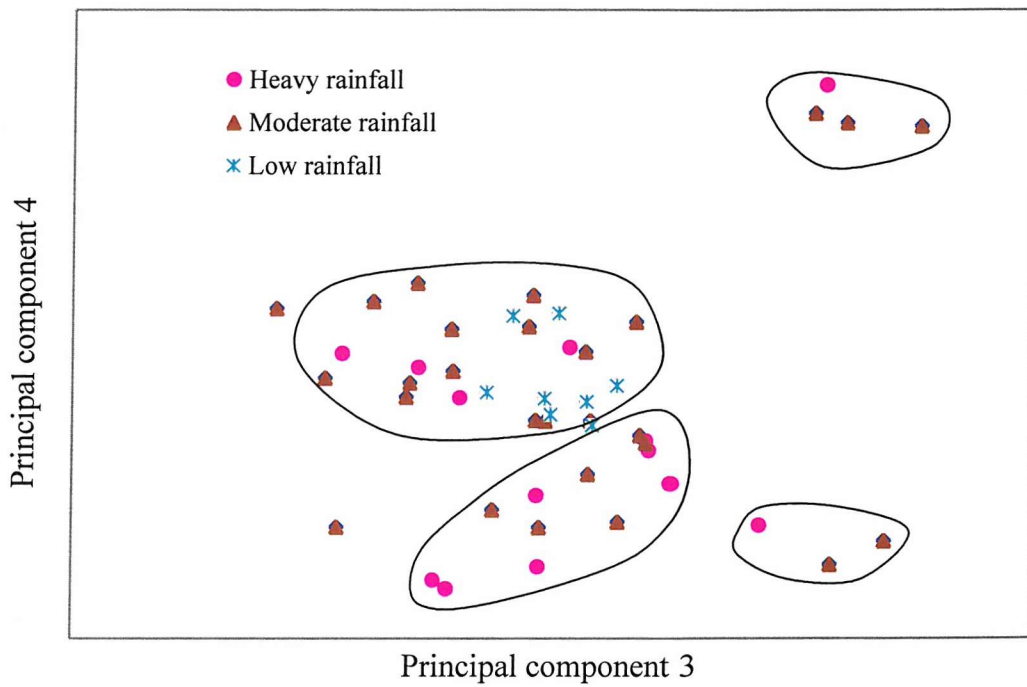 Heavy rainfall
Moderate rainfall
Low rainfall
Principal component 4
Principal component 3